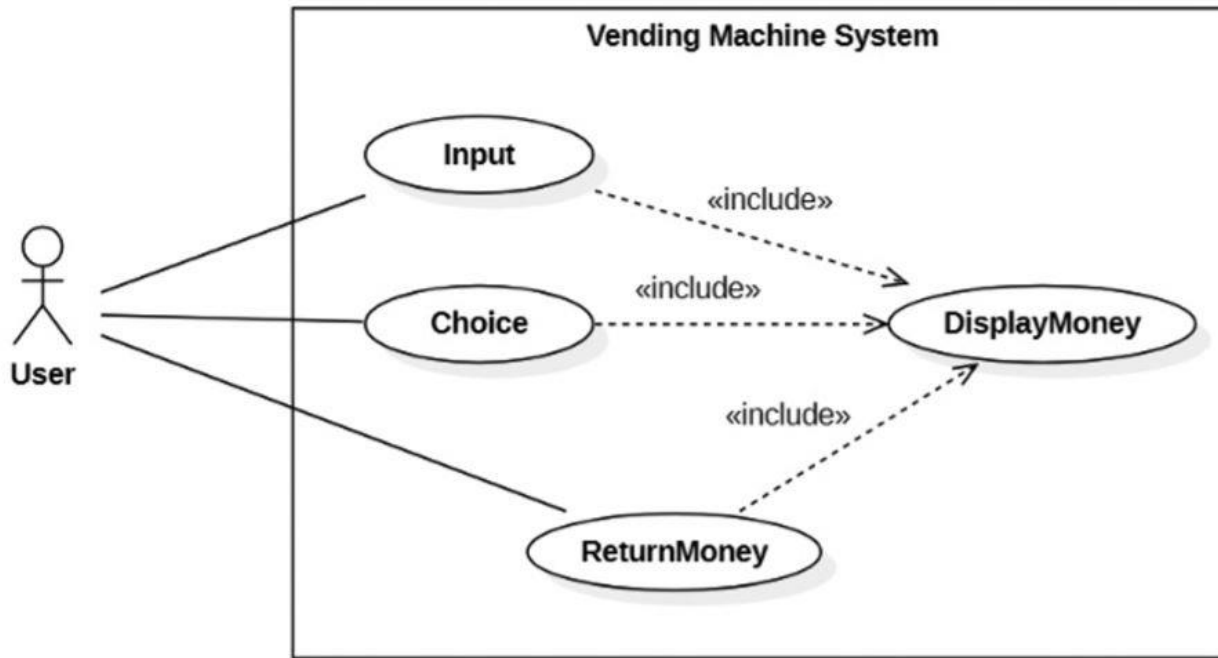 Vending Machine System
Input
«include»
«include»
Choice
DisplayMoney
User
«include»
ReturnMoney